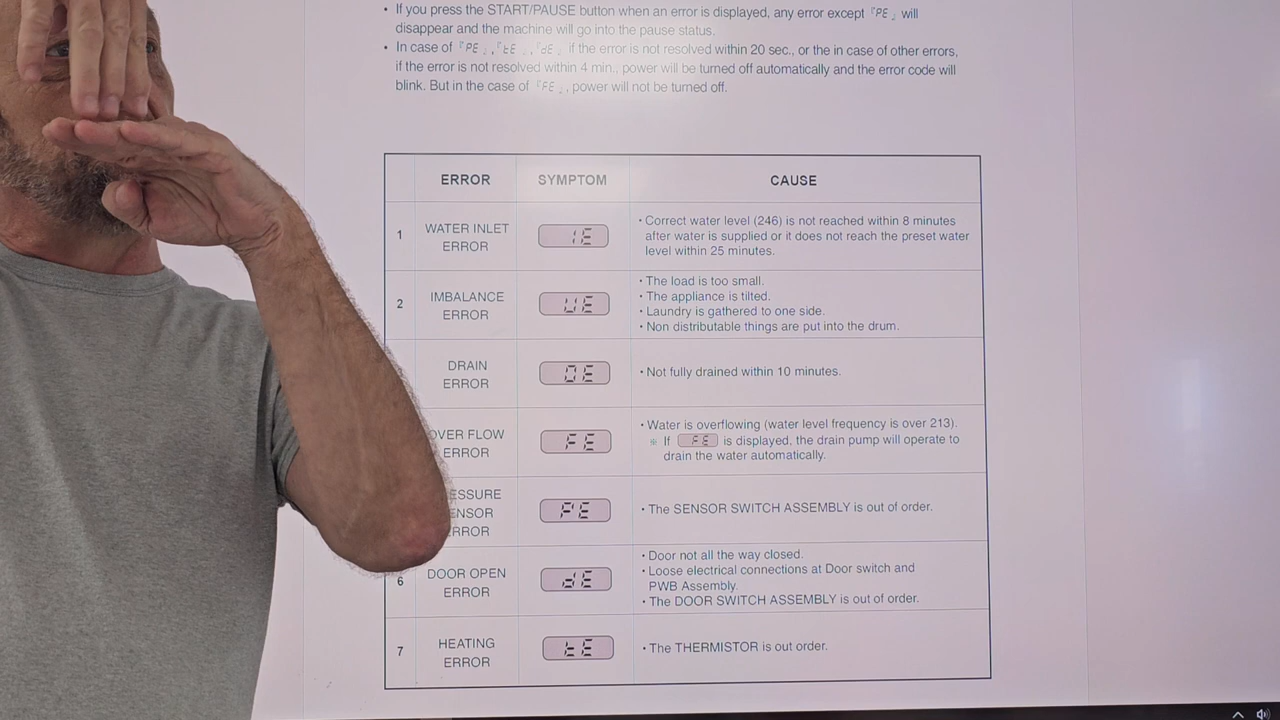 • If you press the START/PAUSE button when an error is displayed, any error except 『PE』 will
disappear and the machine will go into the pause status.
• In case of 『PE』,『tE』,『dE』 if the error is not resolved within 20 sec., or the in case of other errors,
if the error is not resolved within 4 min., power will be turned off automatically and the error code will
blink. But in the case of 『FE』, power will not be turned off.
ERROR SYMPTOM CAUSE
1 WATER INLET ERROR IE • Correct water level (246) is not reached within 8 minutes
after water is supplied or it does not reach the preset water
level within 25 minutes.
2 IMBALANCE ERROR UE • The load is too small.
• The appliance is tilted.
• Laundry is gathered to one side.
• Non distributable things are put into the drum.
DRAIN ERROR OE • Not fully drained within 10 minutes.
OVER FLOW ERROR FE • Water is overflowing (water level frequency is over 213).
※ If FE is displayed, the drain pump will operate to
drain the water automatically.
ESSURE ENSOR ERROR PE • The SENSOR SWITCH ASSEMBLY is out of order.
6 DOOR OPEN ERROR dE • Door not all the way closed.
• Loose electrical connections at Door switch and
PWB Assembly.
• The DOOR SWITCH ASSEMBLY is out of order.
7 HEATING ERROR tE • The THERMISTOR is out order.